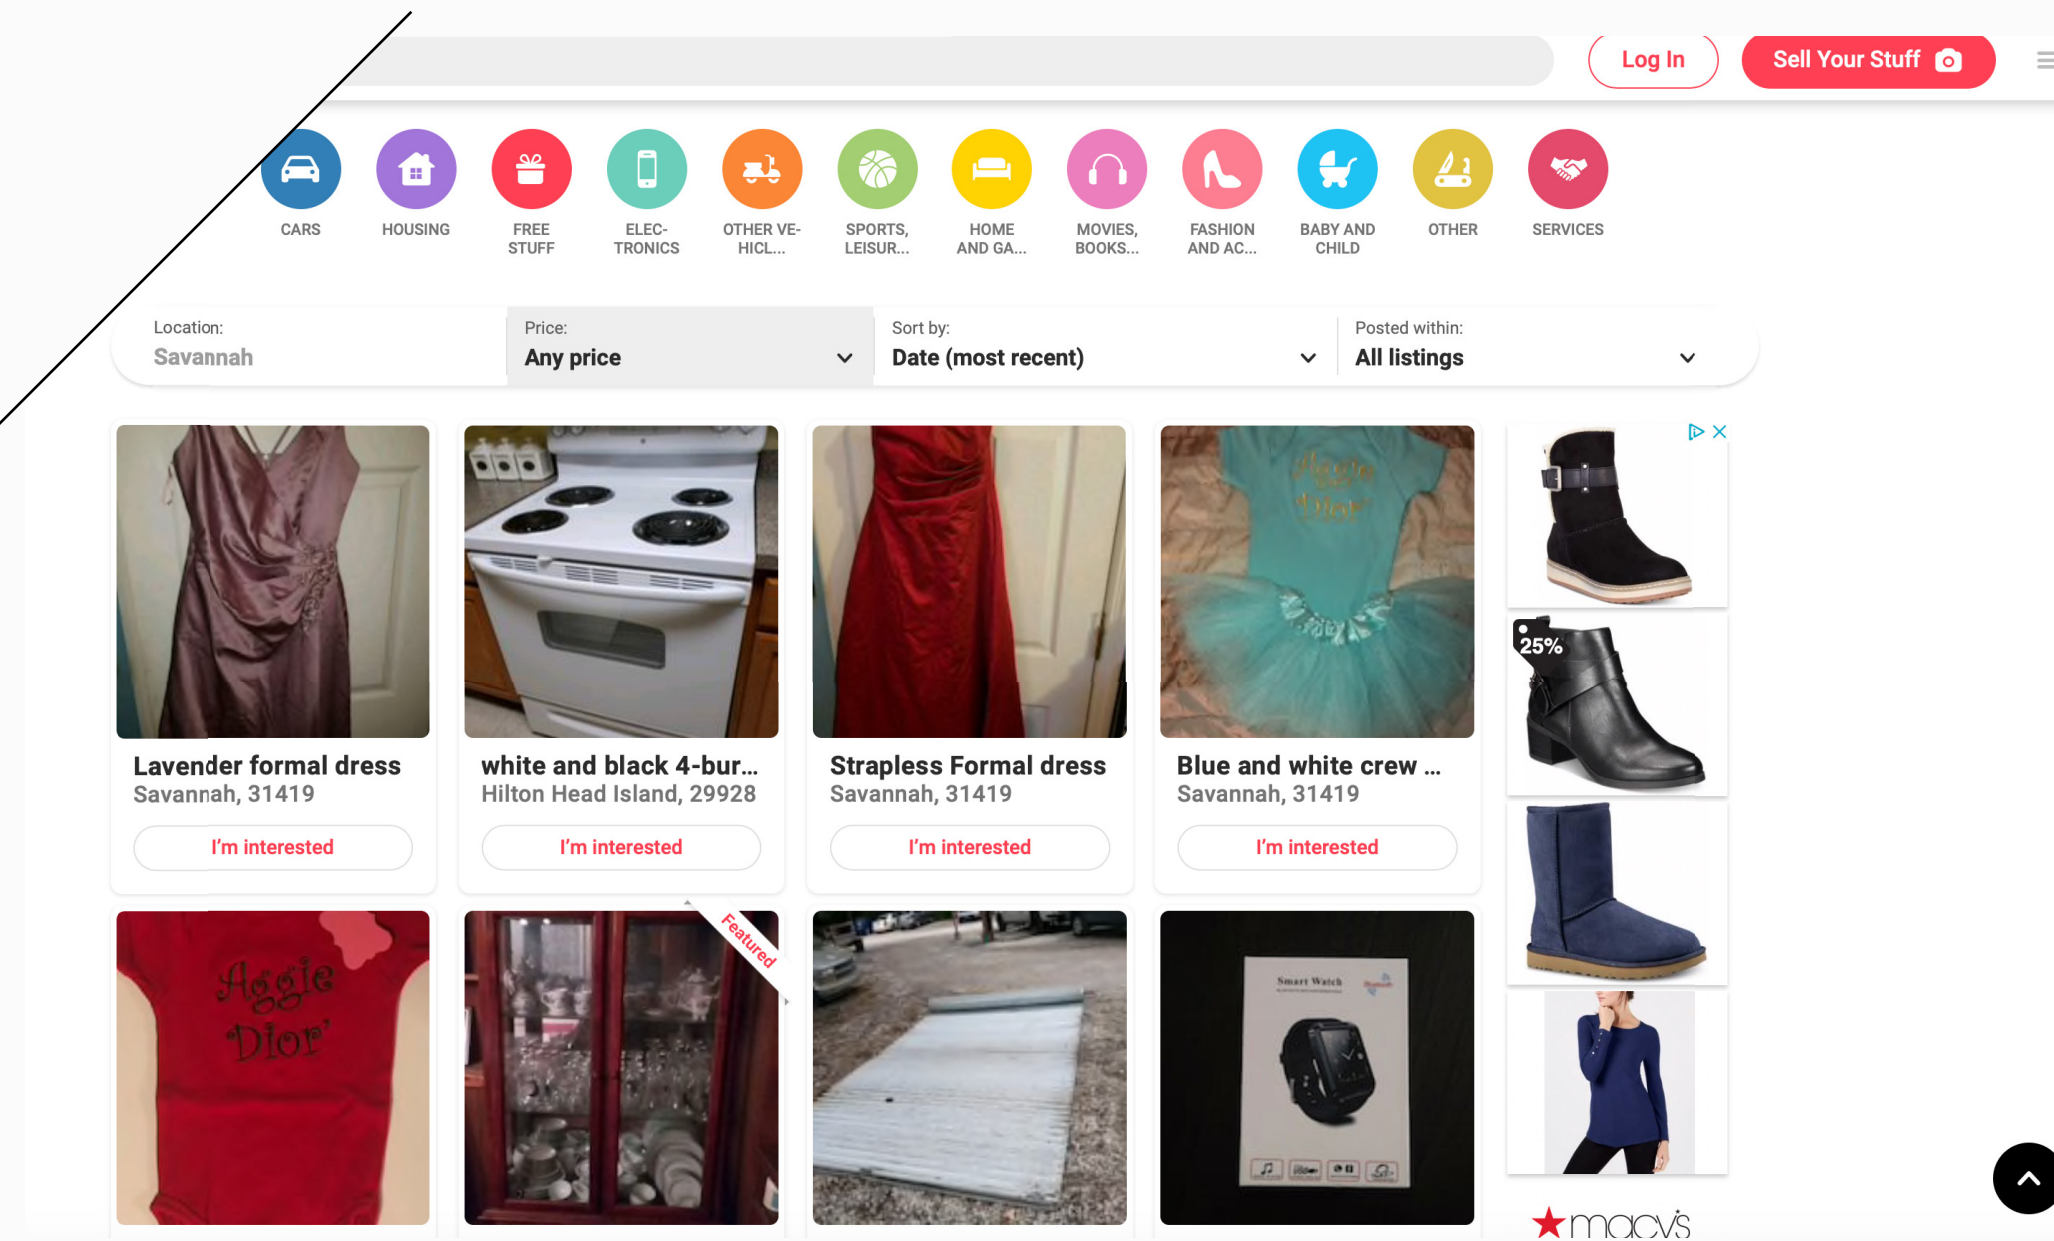 Log In
Sell Your Stuff
CARS
HOUSING
FREE
STUFF
ELEC-
TRONICS
OTHER VE-
HICL...
SPORTS,
LEISUR...
HOME
AND GA...
MOVIES,
BOOKS...
FASHION
AND AC...
BABY AND
CHILD
OTHER
SERVICES
Location:
Savannah
Price:
Any price
Sort by:
Date (most recent)
Posted within:
All listings
Aggie
Dior'
25%
Lavender formal dress
Savannah, 31419
I'm interested
white and black 4-bur...
Hilton Head Island, 29928
I'm interested
Strapless Formal dress
Savannah, 31419
I'm interested
Blue and white crew ...
Savannah, 31419
I'm interested
Aggie
Dior'
Featured
Smart Watch
Bluetooth
macy's